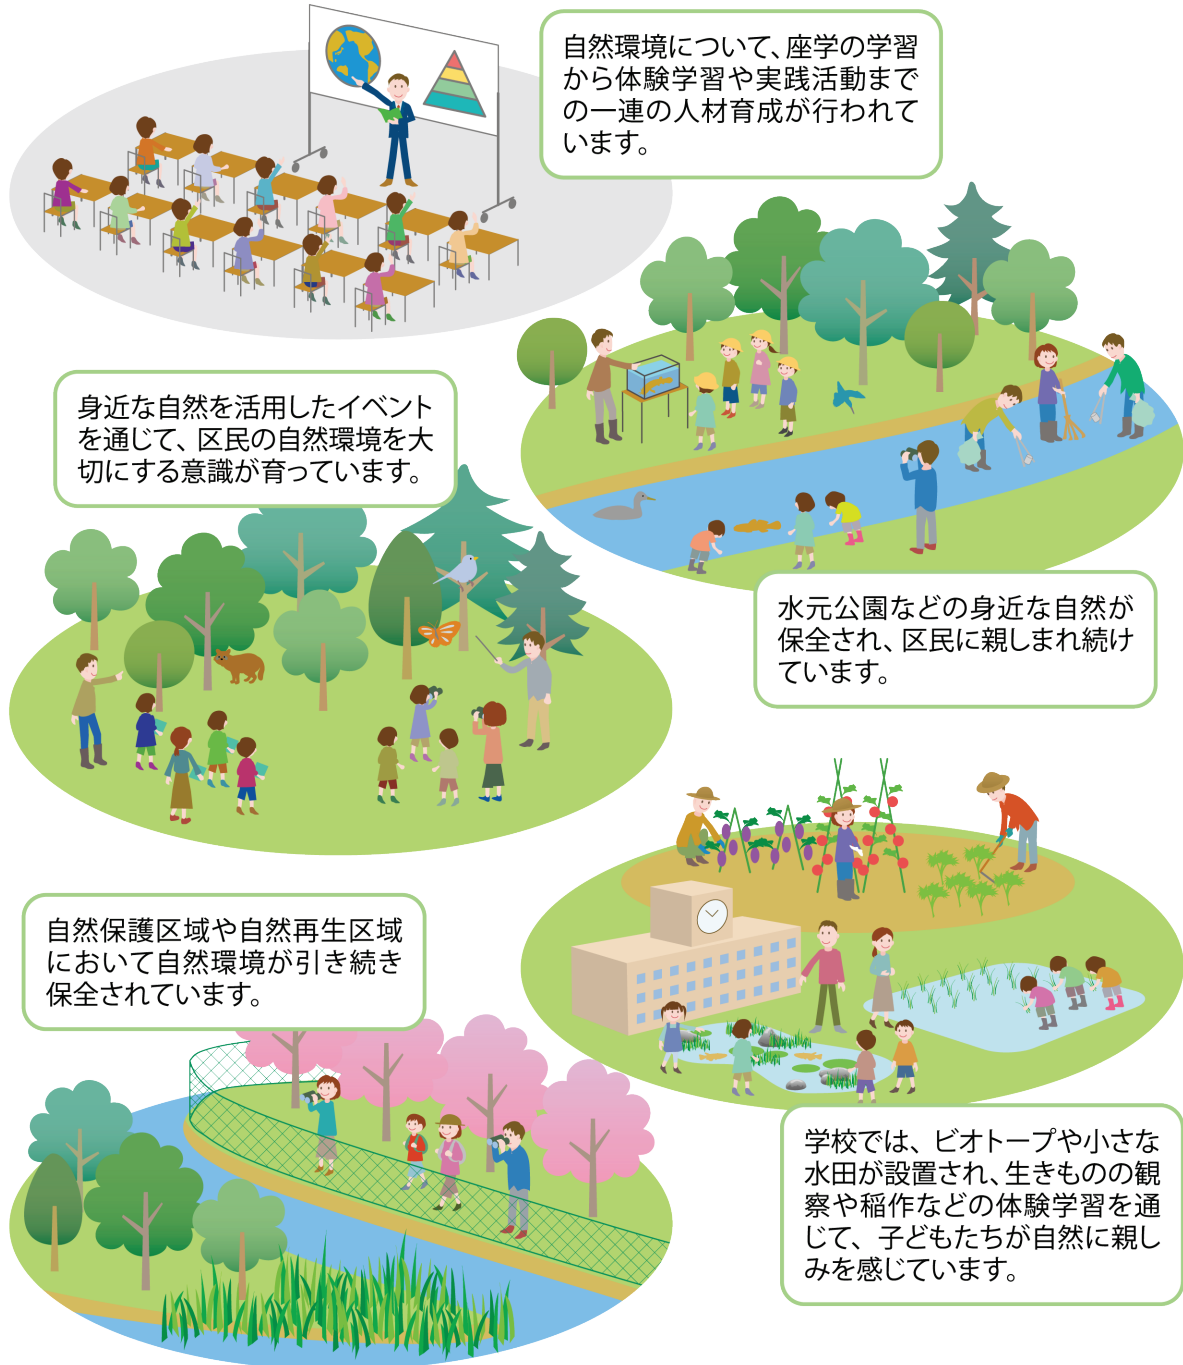 自然環境について、座学の学習
から体験学習や実践活動まで
の一連の人材育成が行われて
います。
身近な自然を活用したイベント
を通じて、区民の自然環境を大
切にする意識が育っています。
水元公園などの身近な自然が
保全され、区民に親しまれ続け
ています。
自然保護区域や自然再生区域
において自然環境が引き続き
保全されています。
学校では、ビオトープや小さな
水田が設置され、生きものの観
察や稲作などの体験学習を通
じて、子どもたちが自然に親し
みを感じています。